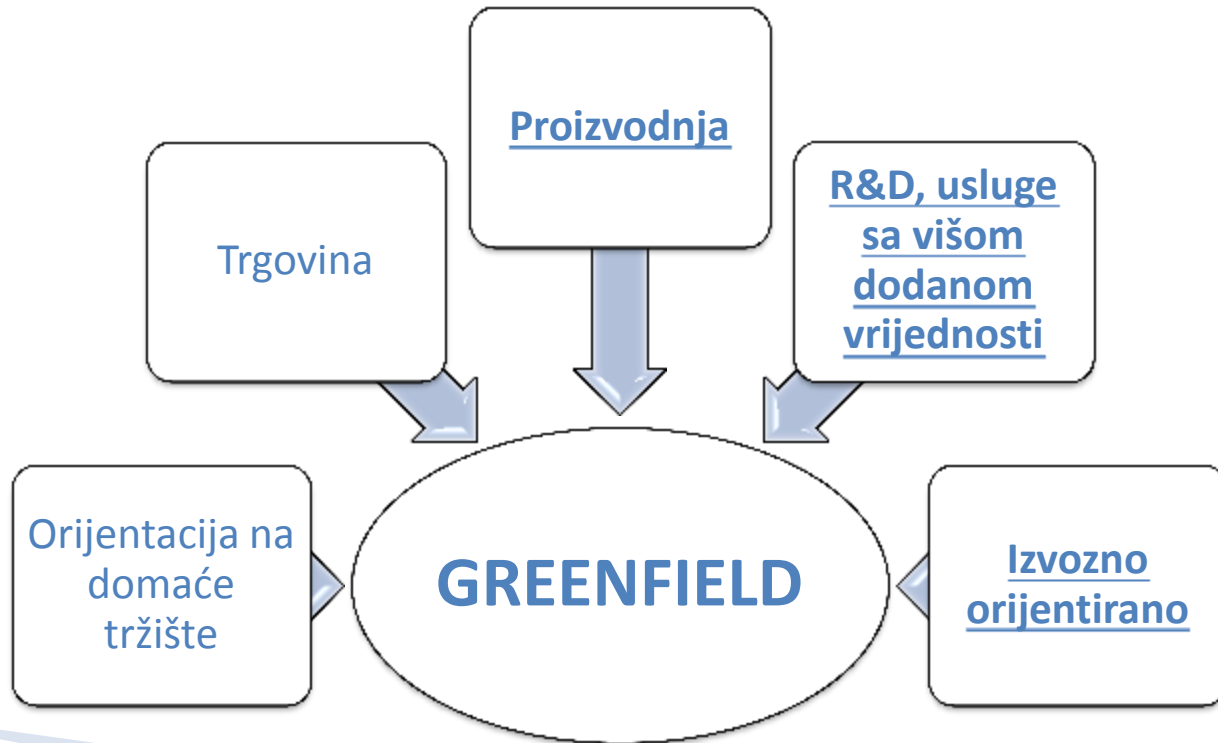 Proizvodnja
Trgovina
R&D, usluge
sa višom
dodanom
vrijednosti
Orijentacija na
domaće
tržište
GREENFIELD
Izvozno
orijentirano